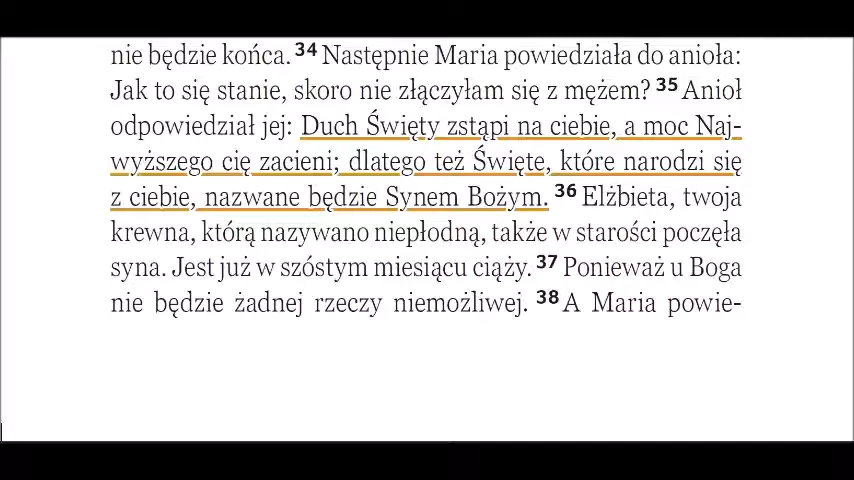 nie będzie końca. 34 Następnie Maria powiedziała do anioła:
Jak to się stanie, skoro nie złączyłam się z mężem? 35 Anioł
odpowiedział jej: Duch Święty zstąpi na ciebie, a moc Naj-
wyższego cię zacieni; dlatego też Święte, które narodzi się
z ciebie, nazwane będzie Synem Bożym. 36 Elżbieta, twoja
krewna, którą nazywano niepłodną, także w starości poczęła
syna. Jest już w szóstym miesiącu ciąży. 37 Ponieważ u Boga
nie będzie żadnej rzeczy niemożliwej. 38 A Maria powie-